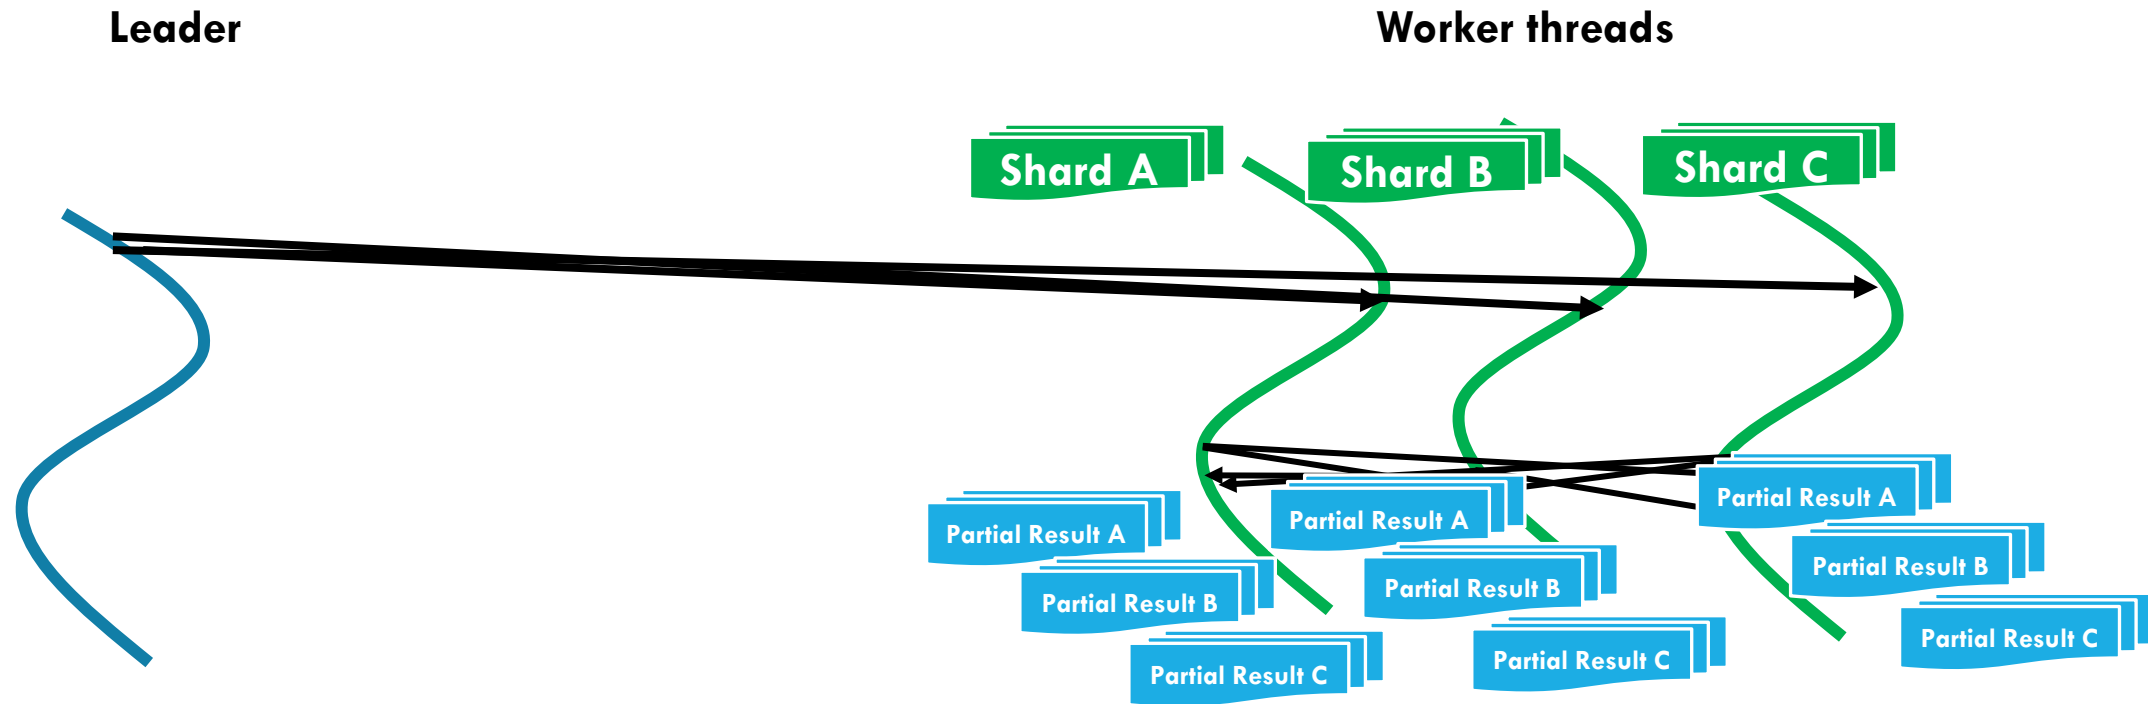 Leader
Worker threads
Shard A
Shard B
Shard C
Partial Result A
Partial Result B
Partial Result C
Partial Result A
Partial Result B
Partial Result C
Partial Result A
Partial Result B
Partial Result C